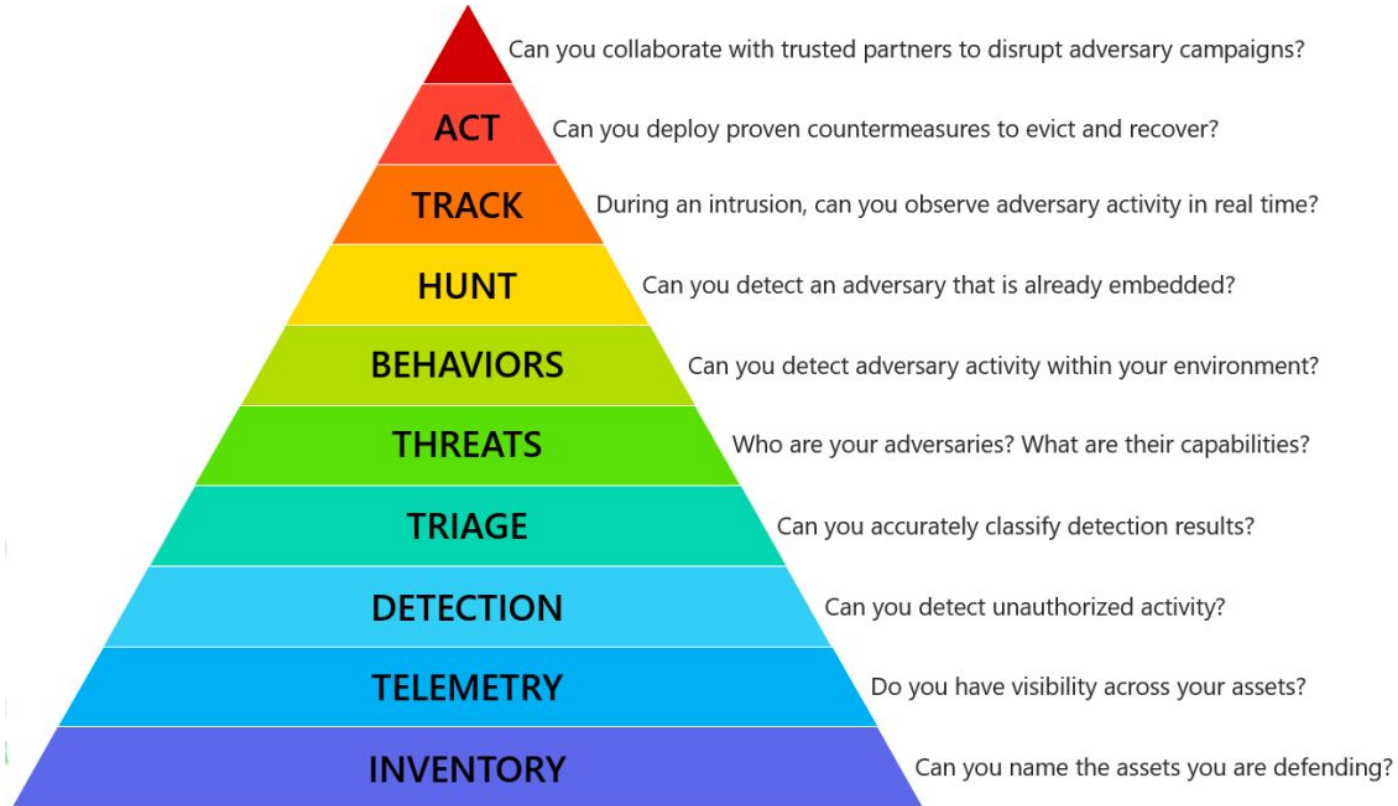 Can you collaborate with trusted partners to disrupt adversary campaigns?
ACT Can you deploy proven countermeasures to evict and recover?
TRACK During an intrusion, can you observe adversary activity in real time?
HUNT Can you detect an adversary that is already embedded?
BEHAVIORS Can you detect adversary activity within your environment?
THREATS Who are your adversaries? What are their capabilities?
TRIAGE Can you accurately classify detection results?
DETECTION Can you detect unauthorized activity?
TELEMETRY Do you have visibility across your assets?
INVENTORY Can you name the assets you are defending?